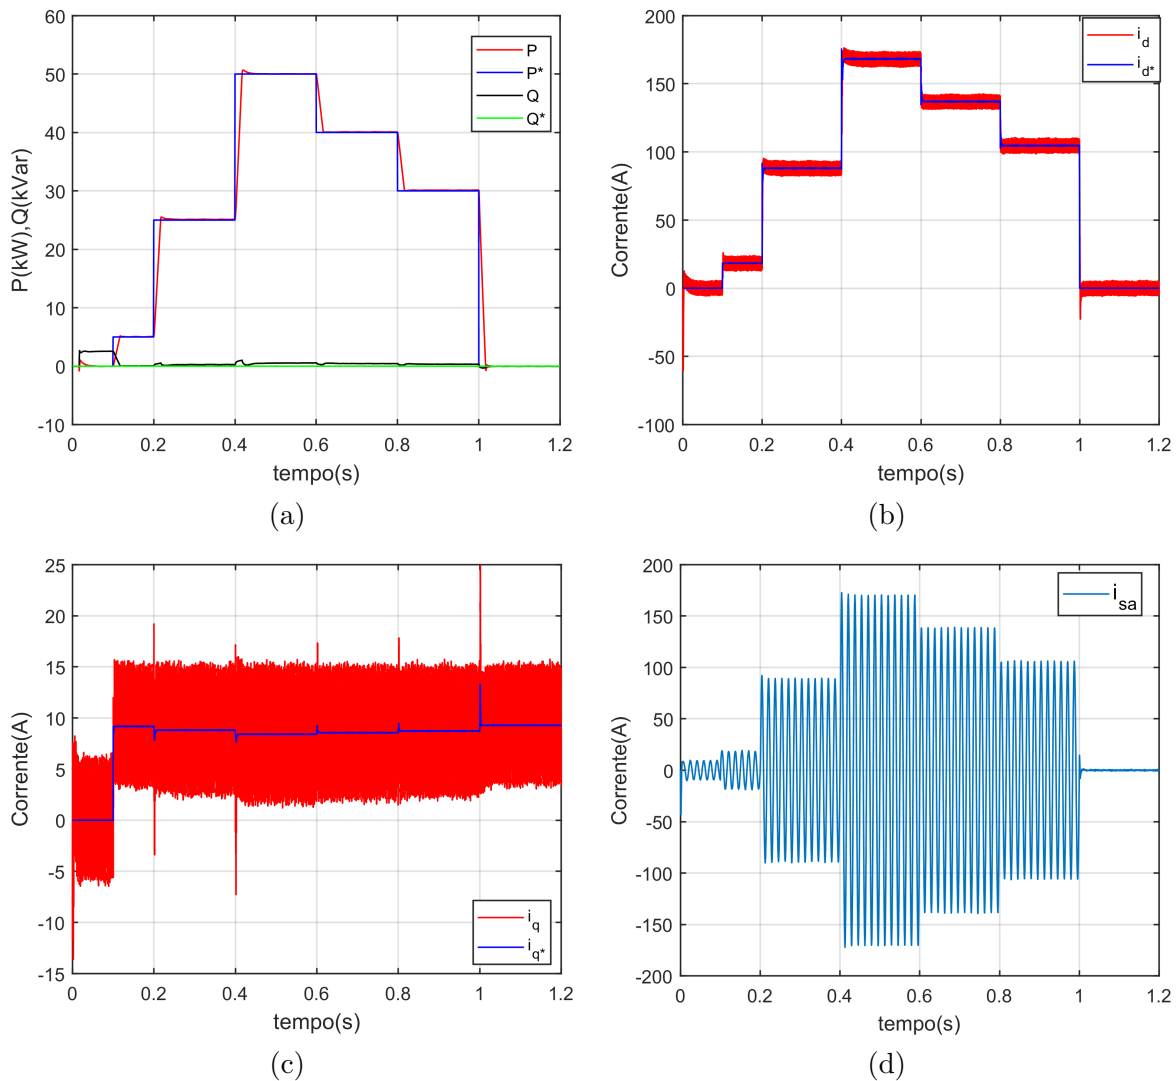 60
50
40
30
20
10
0
-10
P(kW),Q(kVar)
P
P*
Q
Q*
0 0.2 0.4 0.6 0.8 1 1.2
tempo(s)
(a)
200
150
100
50
0
-50
-100
Corrente(A)
i_d
i_d*
0 0.2 0.4 0.6 0.8 1 1.2
tempo(s)
(b)
25
20
15
10
5
0
-5
-10
-15
Corrente(A)
i_q
i_q*
0 0.2 0.4 0.6 0.8 1 1.2
tempo(s)
(c)
200
150
100
50
0
-50
-100
-150
-200
Corrente(A)
i_sa
0 0.2 0.4 0.6 0.8 1 1.2
tempo(s)
(d)